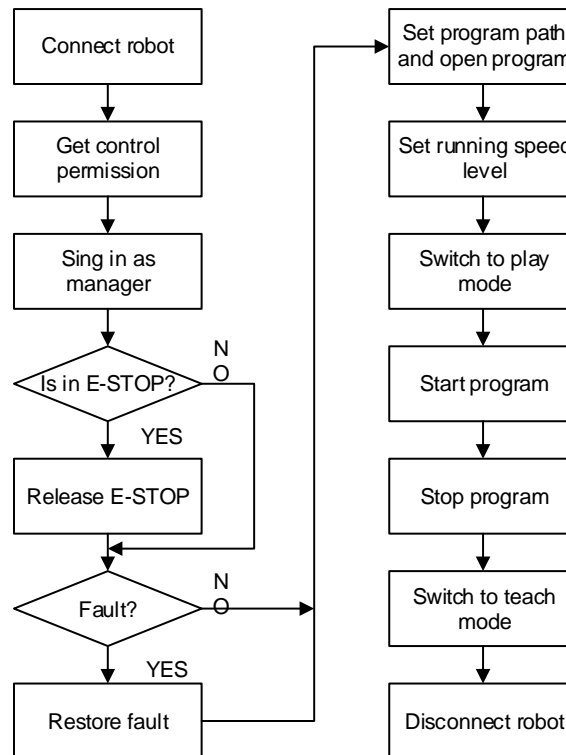 Connect robot
Get control
permission
Sing in as
manager
Is in E-STOP?
N
O
YES
Release E-STOP
Fault?
N
O
YES
Restore fault
Set program path
and open program
Set running speed
level
Switch to play
mode
Start program
Stop program
Switch to teach
mode
Disconnect robot